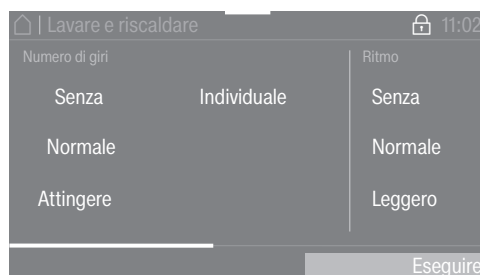 | Lavare e riscaldare 11:02
Numero di giri
Ritmo
Senza Individuale Senza
Normale Normale
Attingere Leggero
Eseguire